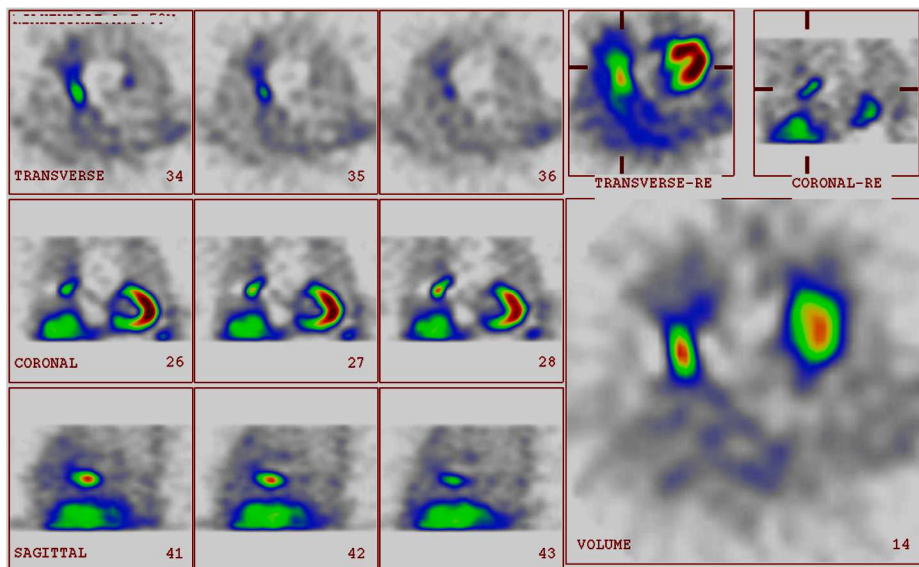 TRANSVERSE 34
35
36
TRANSVERSE-RE
CORONAL-RE
CORONAL 26
27
28
SAGITTAL 41
42
43
VOLUME 14